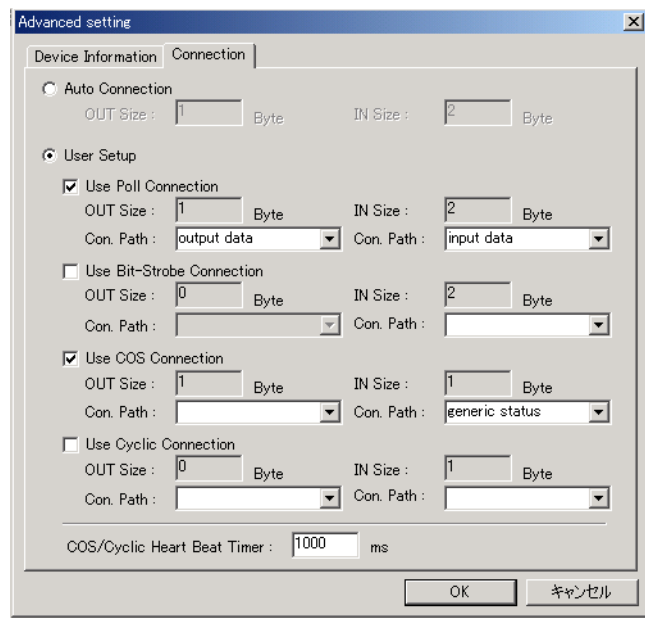 Advanced setting
Device Information Connection
Auto Connection
OUT Size : 1 Byte IN Size : 2 Byte
User Setup
Use Poll Connection
OUT Size : 1 Byte IN Size : 2 Byte
Con. Path : output data Con. Path : input data
Use Bit-Strobe Connection
OUT Size : 0 Byte IN Size : 2 Byte
Con. Path : Con. Path :
Use COS Connection
OUT Size : 1 Byte IN Size : 1 Byte
Con. Path : Con. Path : generic status
Use Cyclic Connection
OUT Size : 0 Byte IN Size : 1 Byte
Con. Path : Con. Path :
COS/Cyclic Heart Beat Timer : 1000 ms
OK キャンセル